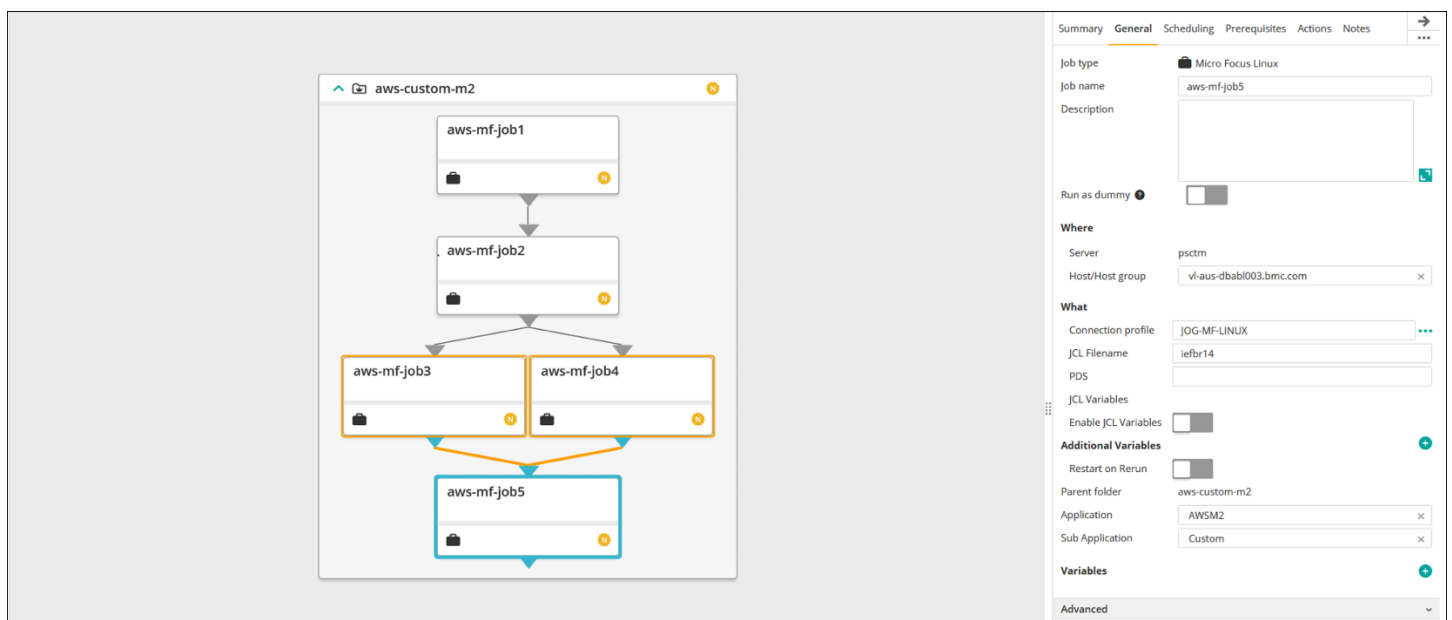 aws-custom-m2
N
aws-mf-job1
N
aws-mf-job2
N
aws-mf-job3
N
aws-mf-job4
N
aws-mf-job5
N
Summary General Scheduling Prerequisites Actions Notes
Job type Micro Focus Linux
Job name aws-mf-job5
Description
Run as dummy ?
Where
Server psctm
Host/Host group vl-aus-dbabl003.bmc.com
What
Connection profile JOG-MF-LINUX
JCL Filename iefbr14
PDS
JCL Variables
Enable JCL Variables
Additional Variables
Restart on Rerun
Parent folder aws-custom-m2
Application AWSM2
Sub Application Custom
Variables
Advanced